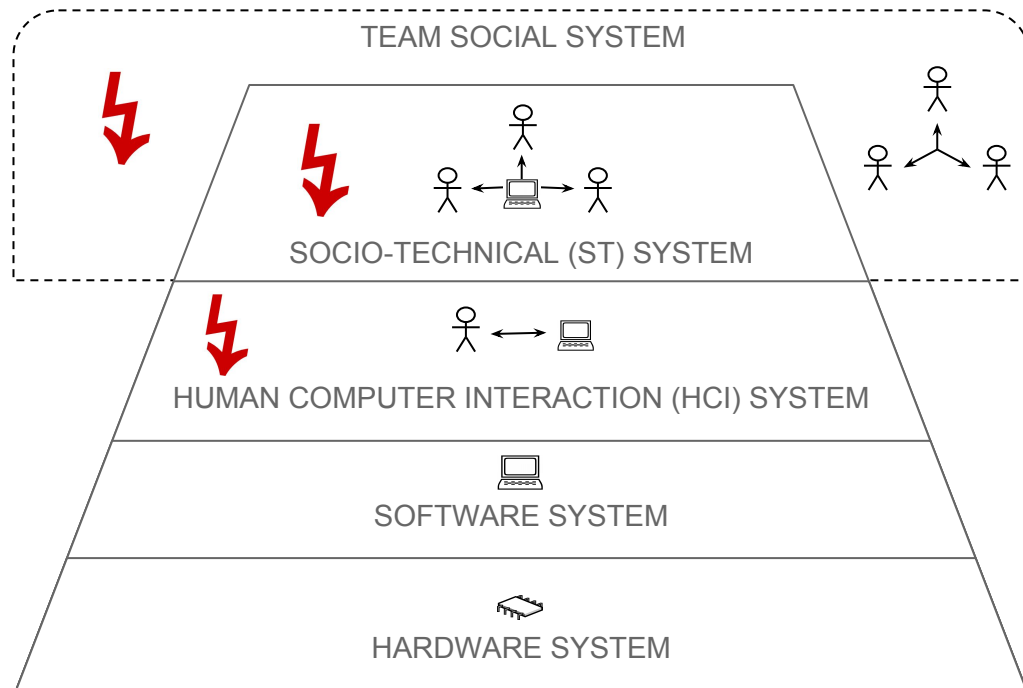 TEAM SOCIAL SYSTEM
SOCIO-TECHNICAL (ST) SYSTEM
HUMAN COMPUTER INTERACTION (HCI) SYSTEM
SOFTWARE SYSTEM
HARDWARE SYSTEM